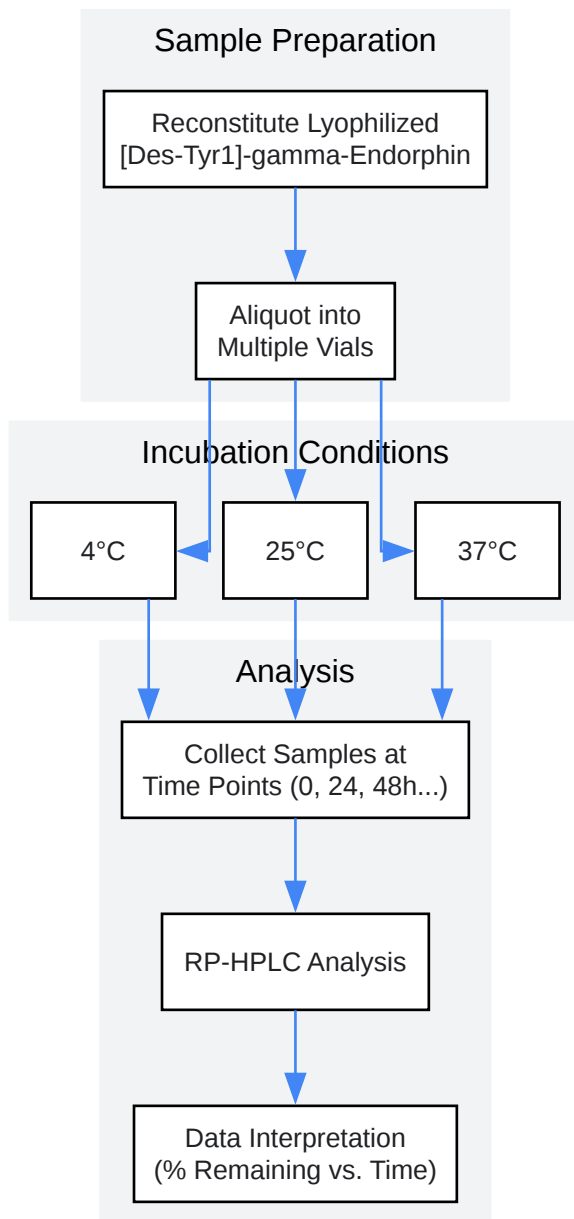 Sample Preparation
Reconstitute Lyophilized
[Des-Tyr1]-gamma-Endorphin
Aliquot into
Multiple Vials
Incubation Conditions
4°C
25°C
37°C
Analysis
Collect Samples at
Time Points (0, 24, 48h...)
RP-HPLC Analysis
Data Interpretation
(% Remaining vs. Time)